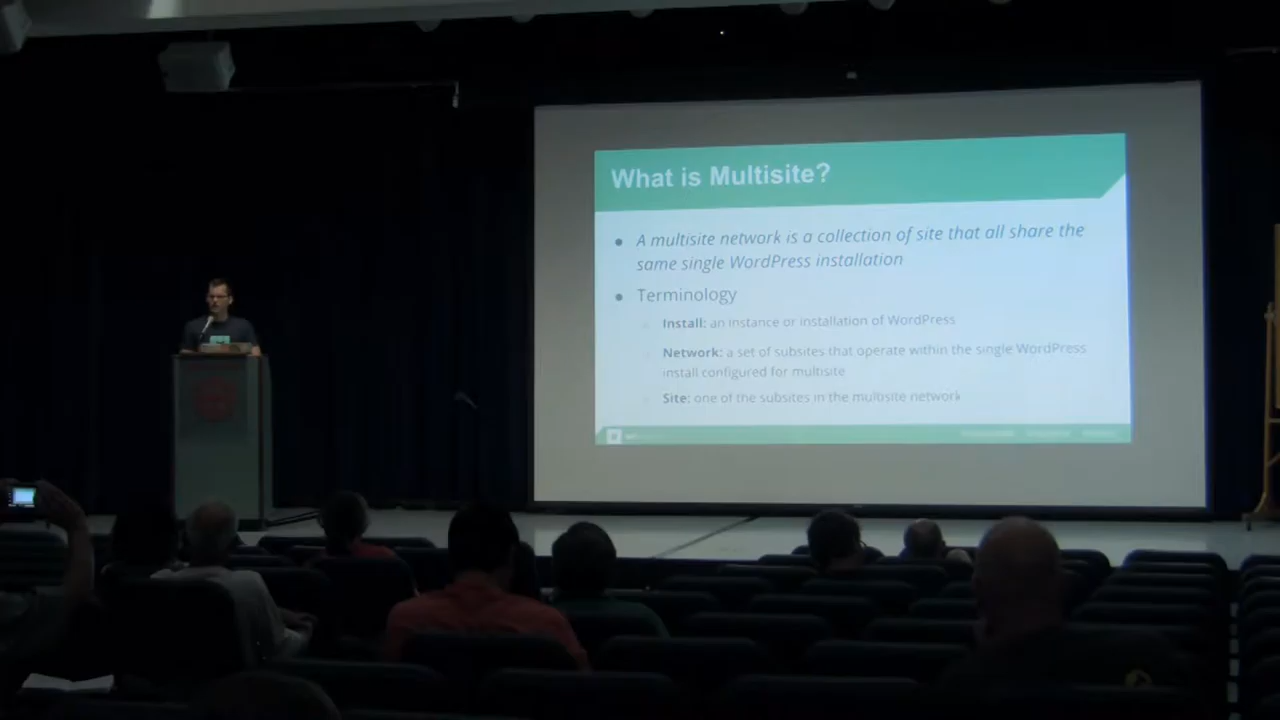 What is Multisite?
A multisite network is a collection of site that all share the
same single WordPress installation
Terminology
Install: an instance or installation of WordPress
Network: a set of subsites that operate within the single WordPress
install configured for multisite
Site: one of the subsites in the multisite network